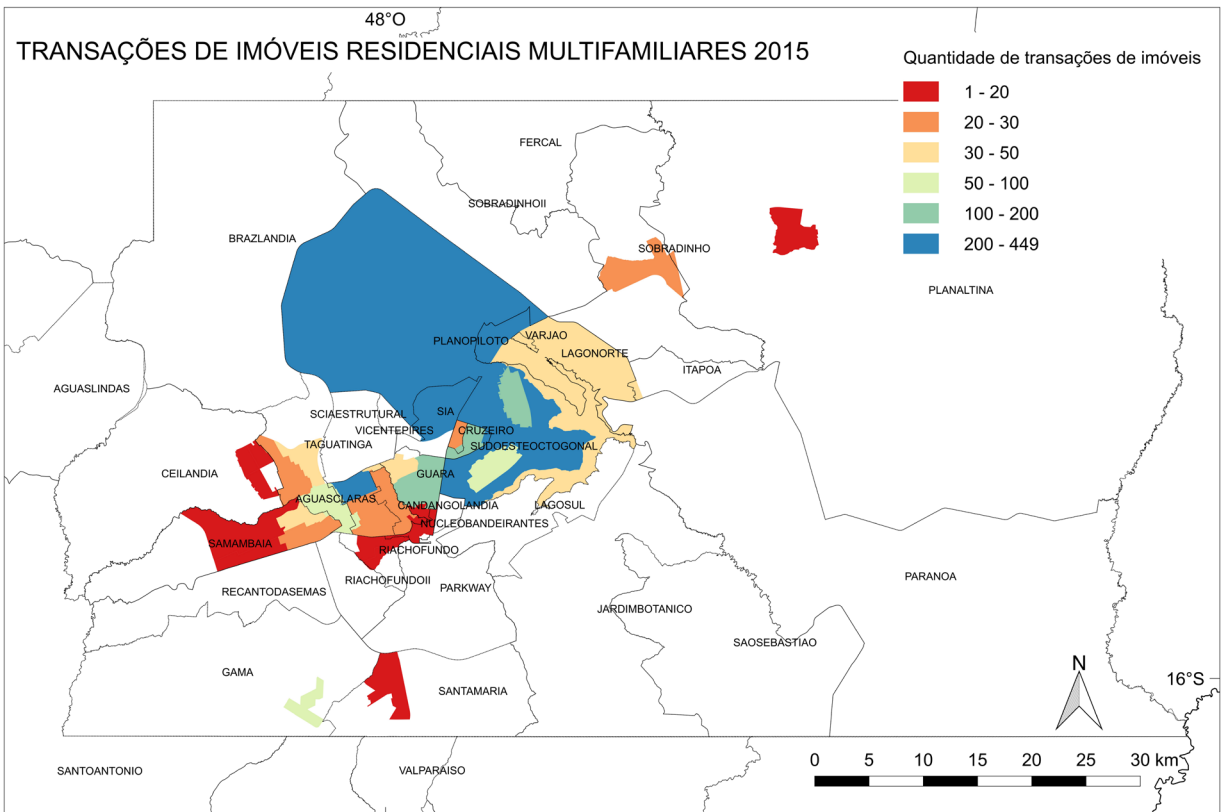 48°O
TRANSAÇÕES DE IMÓVEIS RESIDENCIAIS MULTIFAMILIARES 2015
Quantidade de transações de imóveis
1 - 20
20 - 30
30 - 50
50 - 100
100 - 200
200 - 449
FERCAL
SOBRADINHOII
BRAZLANDIA
SOBRADINHO
PLANALTINA
PLANOPILOTO
VARJAO
LAGONORTE
ITAPOA
AGUASLINDAS
SCIAESTRUTURAL
SIA
VICENTEPIRES
CRUZEIRO
TAGUATINGA
SUDOESTEOCTOGONAL
CEILANDIA
GUARA
AGUASCLARAS
CANDANGOLANDIA
LAGOSUL
NUCLEOBANDEIRANTES
SAMAMBAIA
RIACHOFUNDO
RIACHOFUNDOII
PARKWAY
RECANTODASEMAS
PARANOA
JARDIMBOTANICO
SAOSEBASTIAO
GAMA
SANTAMARIA
N
16°S
SANTOANTONIO
VALPARAISO
0 5 10 15 20 25 30 km